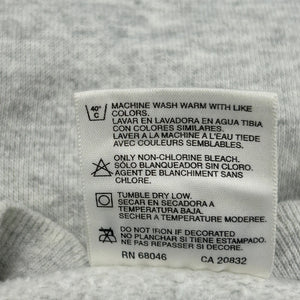 40°
C
MACHINE WASH WARM WITH LIKE
COLORS.
LAVAR EN LAVADORA EN AGUA TIBIA
CON COLORES SIMILARES.
LAVER À MACHINE A L'EAU TIEDE
AVEC COULEURS SEMBLABLES.
ONLY NON-CHLORINE BLEACH.
SÓLO BLANQUEADOR SIN CLORO.
AGENT DE BLANCHIMENT SANS
CHLORE.
TUMBLE DRY LOW.
SECAR EN SECADORA A
TEMPERATURA BAJA.
SECHER A TEMPERATURE MODEREE.
DO NOT IRON IF DECORATED
NO PLANCHAR SI TIENE ESTAMPADO
NE PAS REPASSER SI DECORE
RN 68046 CA 20832